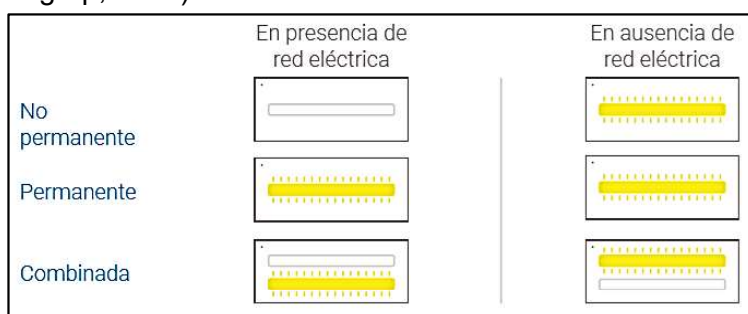 En presencia de
red eléctrica
En ausencia de
red eléctrica
No
permanente
Permanente
Combinada